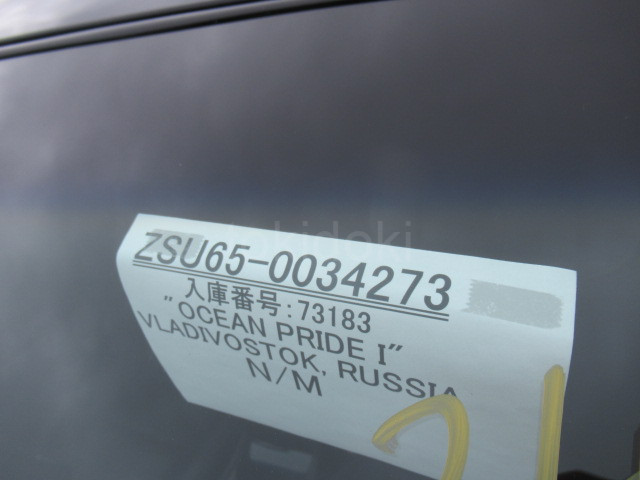 ZSU65-0034273
入庫番号:73183
"OCEAN PRIDE I"
VLADIVOSTOK, RUSSIA
N/M